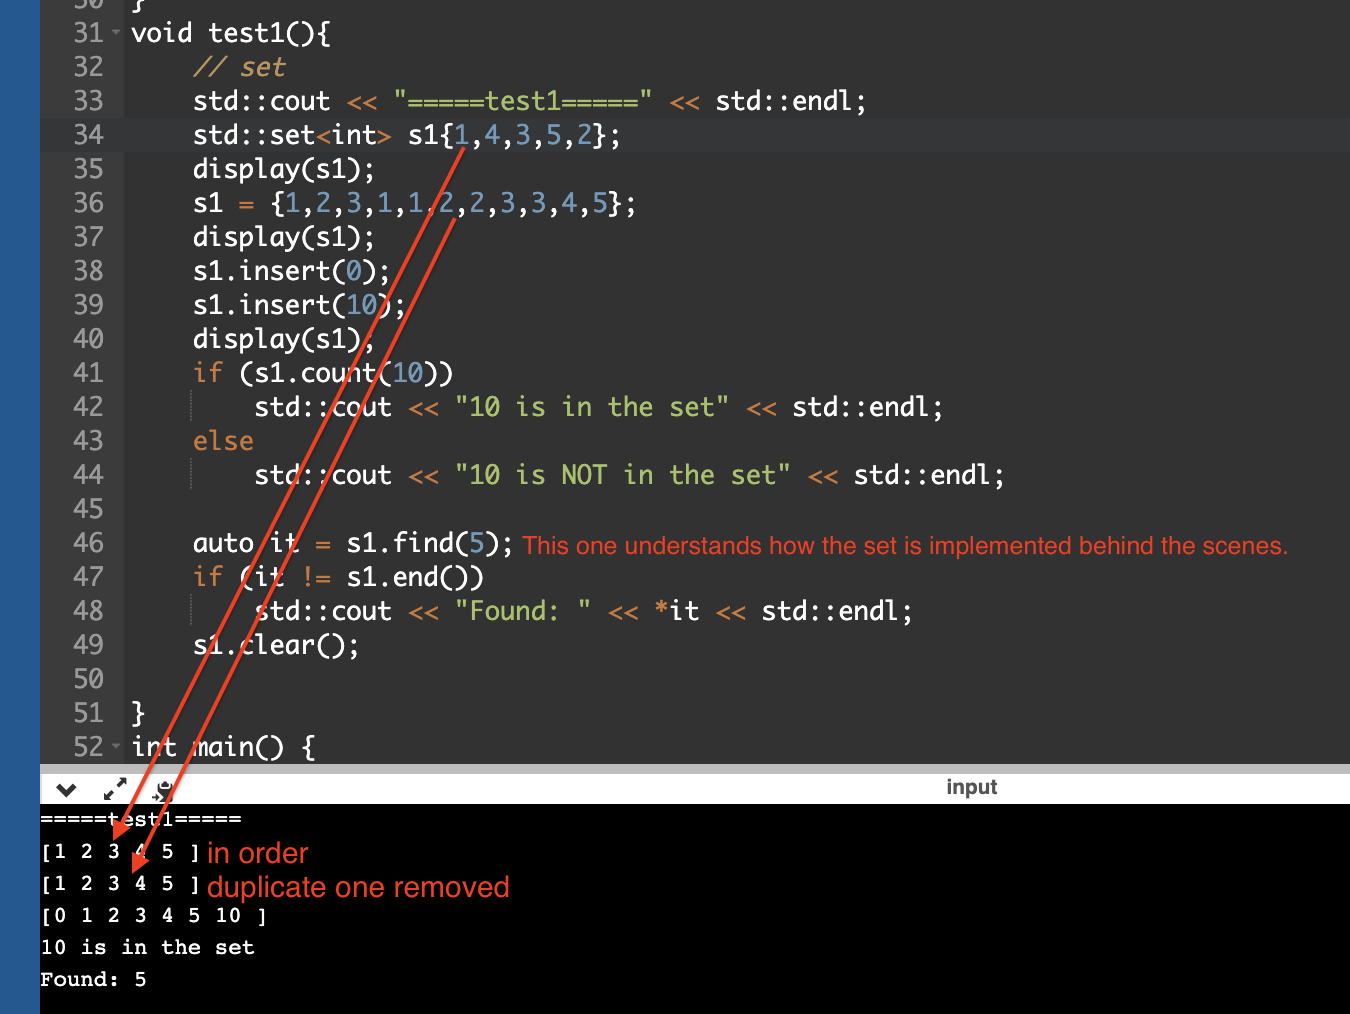 30 }
31 void test1(){
32 // set
33 std::cout << "=====test1=====" << std::endl;
34 std::set<int> s1{1,4,3,5,2};
35 display(s1);
36 s1 = {1,2,3,1,1,2,2,3,3,4,5};
37 display(s1);
38 s1.insert(0);
39 s1.insert(10);
40 display(s1);
41 if (s1.count(10))
42 std::cout << "10 is in the set" << std::endl;
43 else
44 std::cout << "10 is NOT in the set" << std::endl;
45
46 auto it = s1.find(5); This one understands how the set is implemented behind the scenes.
47 if (it != s1.end())
48 std::cout << "Found: " << *it << std::endl;
49 s1.clear();
50
51 }
52 int main() {
input
=====test1=====
[1 2 3 4 5 ] in order
[1 2 3 4 5 ] duplicate one removed
[0 1 2 3 4 5 10 ]
10 is in the set
Found: 5